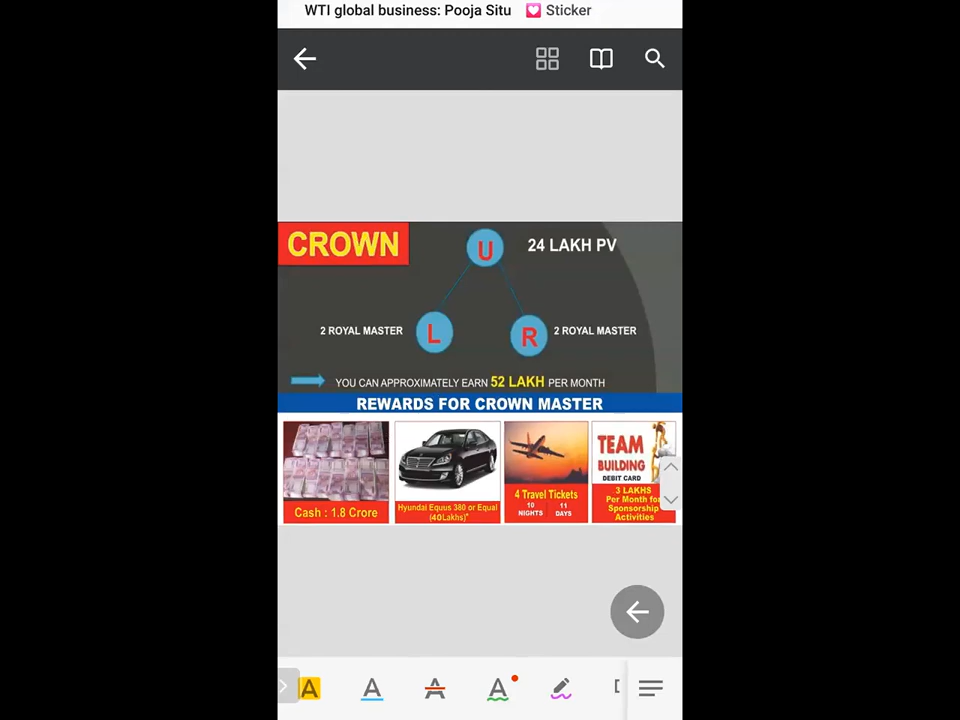 WTI global business: Pooja Situ 💟 Sticker
CROWN
U
24 LAKH PV
2 ROYAL MASTER
L
R
2 ROYAL MASTER
YOU CAN APPROXIMATELY EARN 52 LAKH PER MONTH
REWARDS FOR CROWN MASTER
Cash : 1.8 Crore
Hyundai Equus 380 or Equal
(40Lakhs)*
4 Travel Tickets
10 NIGHTS
11 DAYS
TEAM
BUILDING
DEBIT CARD
3 LAKHS
Per Month for
Sponsorship
Activities
A
A
A
A